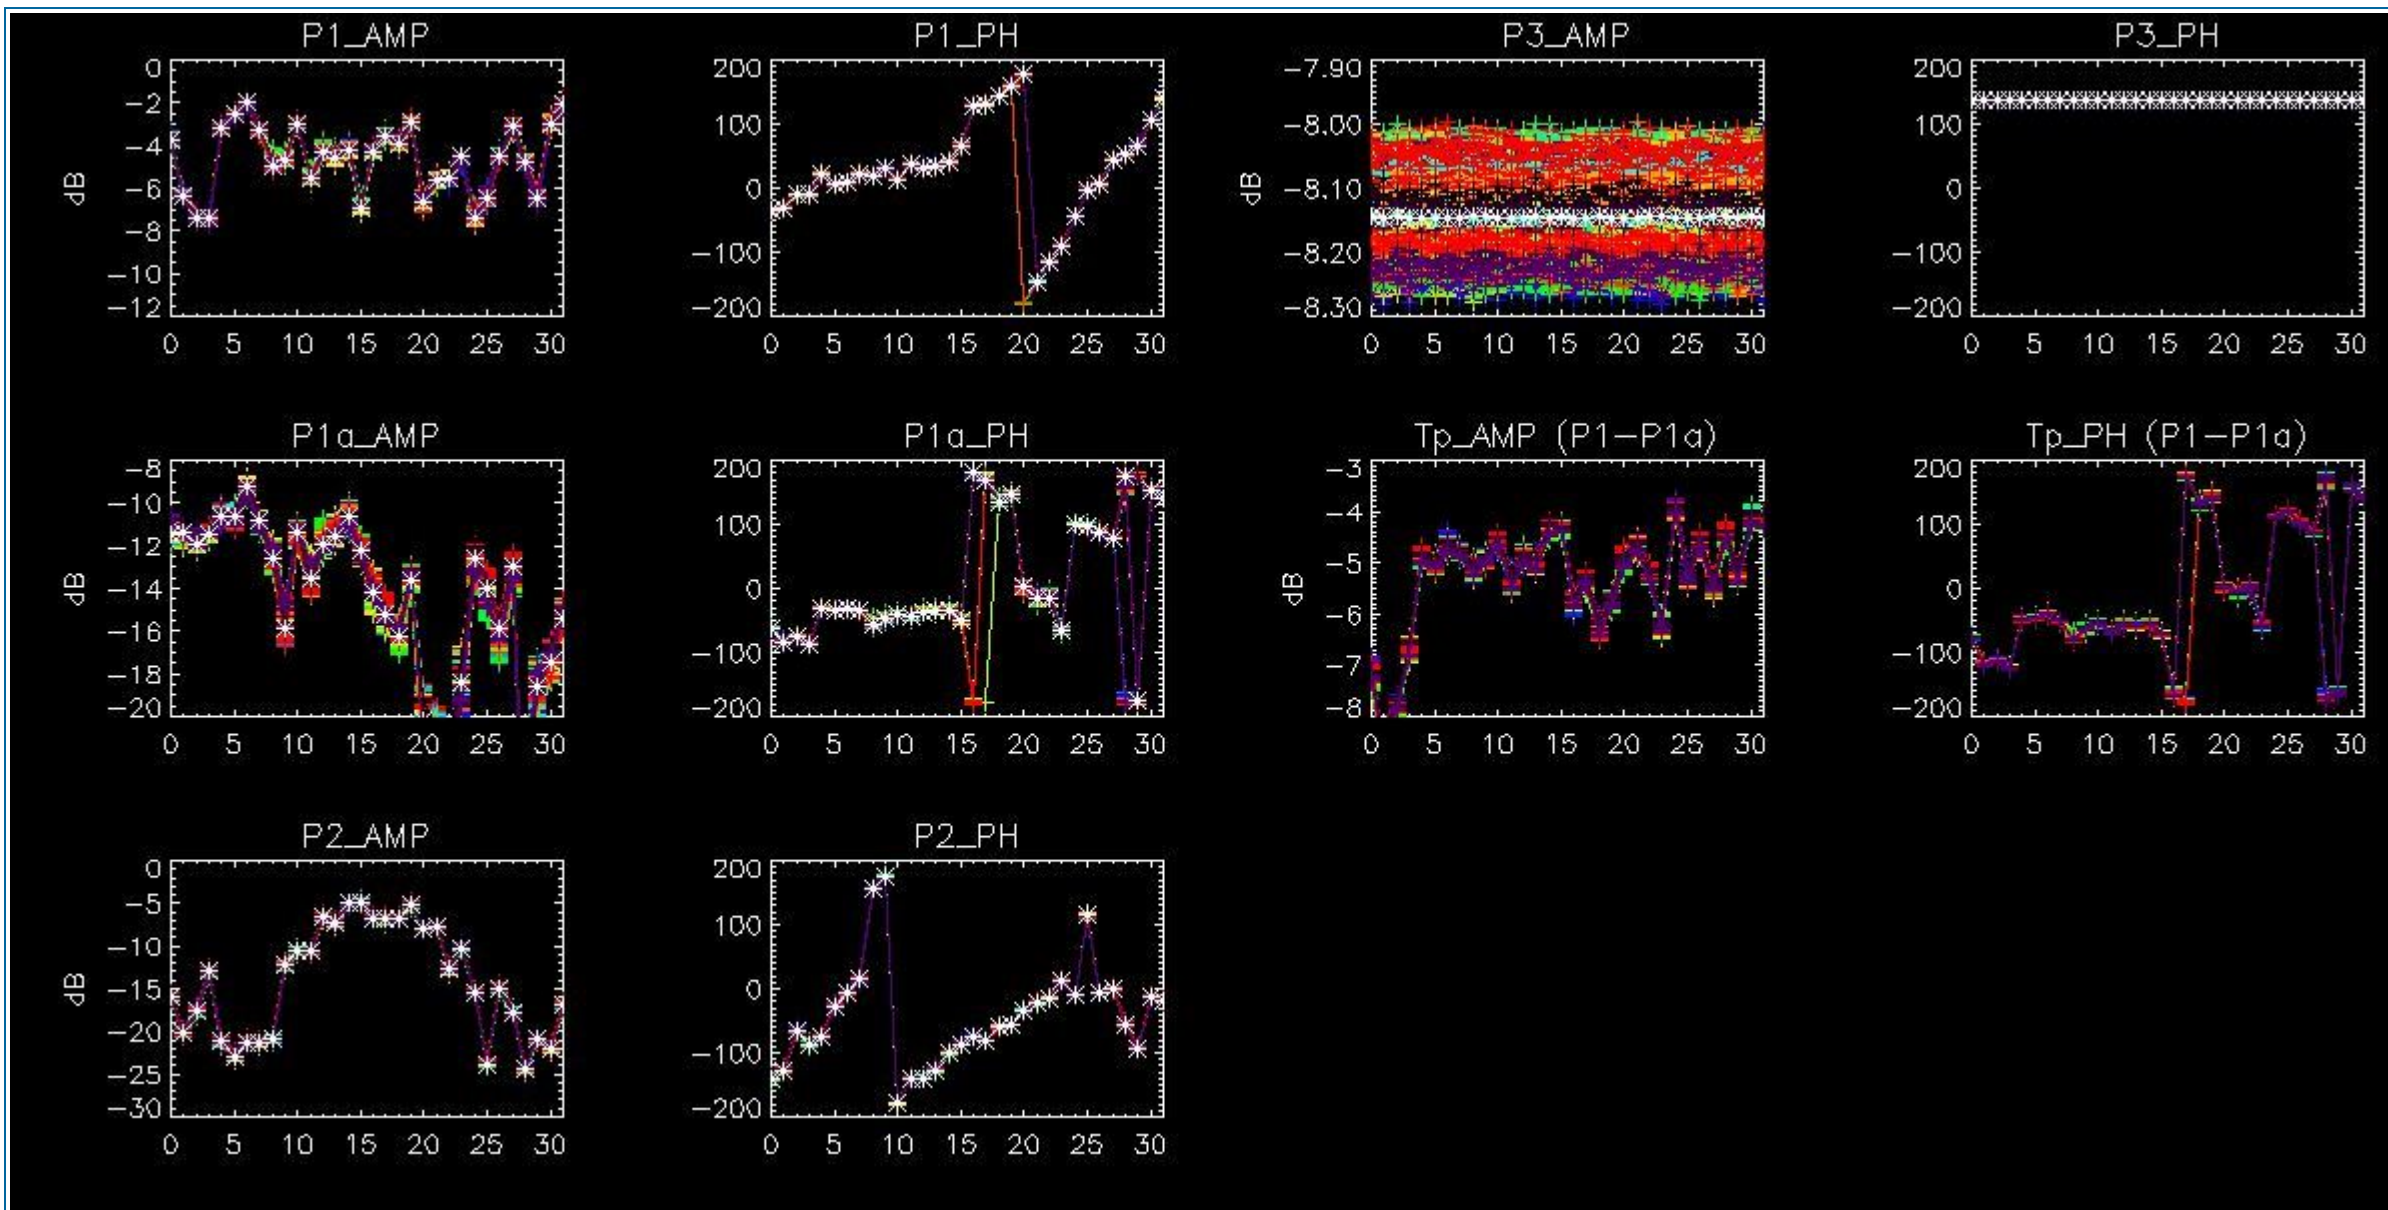 P1_AMP
0
−2
−4
−6
−8
−10
−12
dB
0 5 10 15 20 25 30
P1_PH
200
100
0
−100
−200
0 5 10 15 20 25 30
P3_AMP
−7.90
−8.00
−8.10
−8.20
−8.30
dB
0 5 10 15 20 25 30
P3_PH
200
100
0
−100
−200
0 5 10 15 20 25 30
P1a_AMP
−8
−10
−12
−14
−16
−18
−20
dB
0 5 10 15 20 25 30
P1a_PH
200
100
0
−100
−200
0 5 10 15 20 25 30
Tp_AMP (P1−P1a)
−3
−4
−5
−6
−7
−8
dB
0 5 10 15 20 25 30
Tp_PH (P1−P1a)
200
100
0
−100
−200
0 5 10 15 20 25 30
P2_AMP
0
−5
−10
−15
−20
−25
−30
dB
0 5 10 15 20 25 30
P2_PH
200
100
0
−100
−200
0 5 10 15 20 25 30